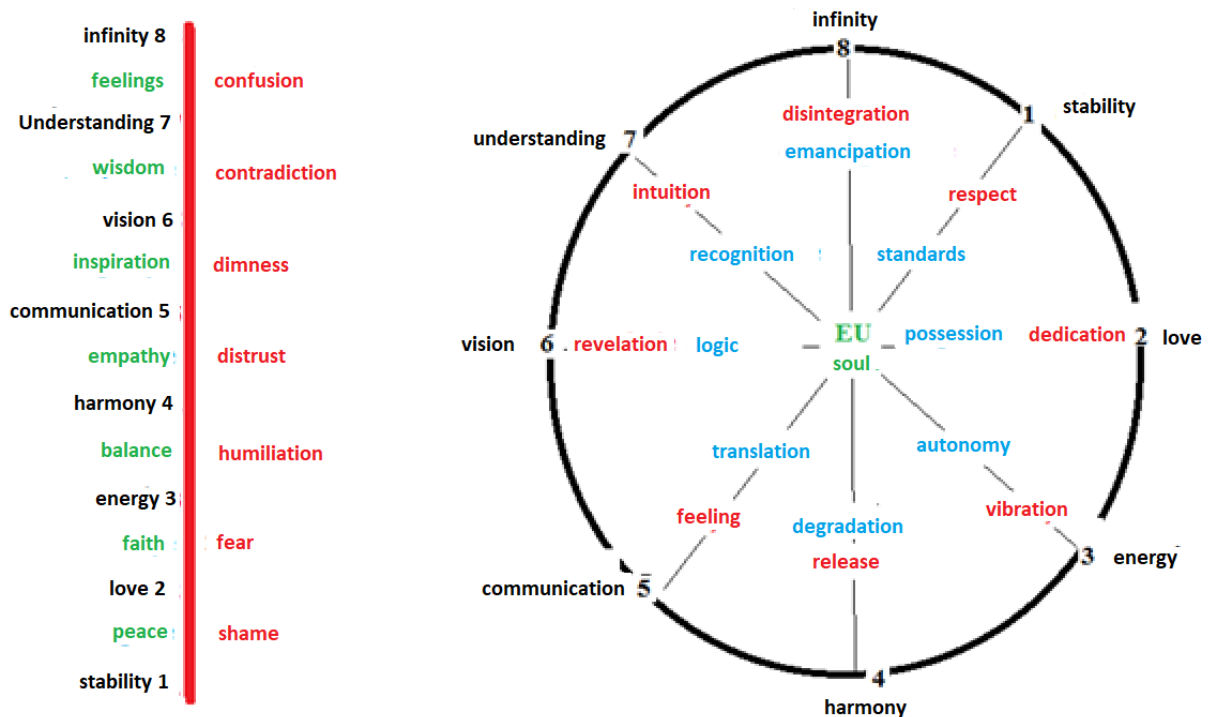 infinity 8
feelings confusion
Understanding 7
wisdom contradiction
vision 6
inspiration dimness
communication 5
empathy distrust
harmony 4
balance humiliation
energy 3
faith fear
love 2
peace shame
stability 1
infinity
8
disintegration
emancipation
1 stability
respect
standards
understanding 7
intuition
recognition
vision 6 revelation logic
EU
soul
possession dedication 2 love
translation
feeling
communication 5
autonomy
vibration
3 energy
degradation
release
4
harmony